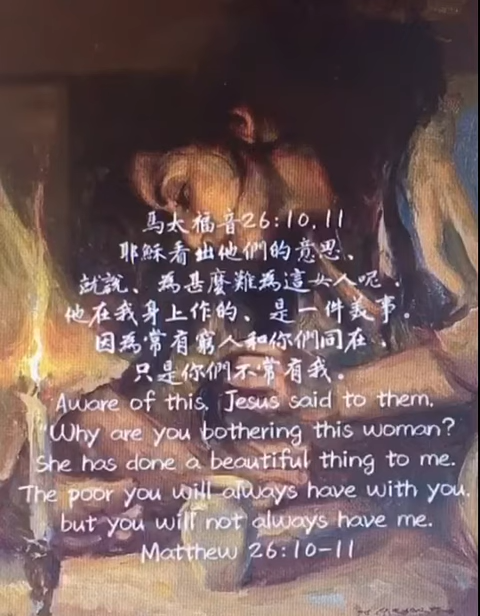 馬太福音26:10,11
耶穌看出他們的意思、
就說、為甚麼難為這女人呢、
他在我身上作的、是一件美事。
因為常有窮人和你們同在、
只是你們不常有我。
Aware of this, Jesus said to them,
"Why are you bothering this woman?
She has done a beautiful thing to me.
The poor you will always have with you,
but you will not always have me.
Matthew 26:10-11